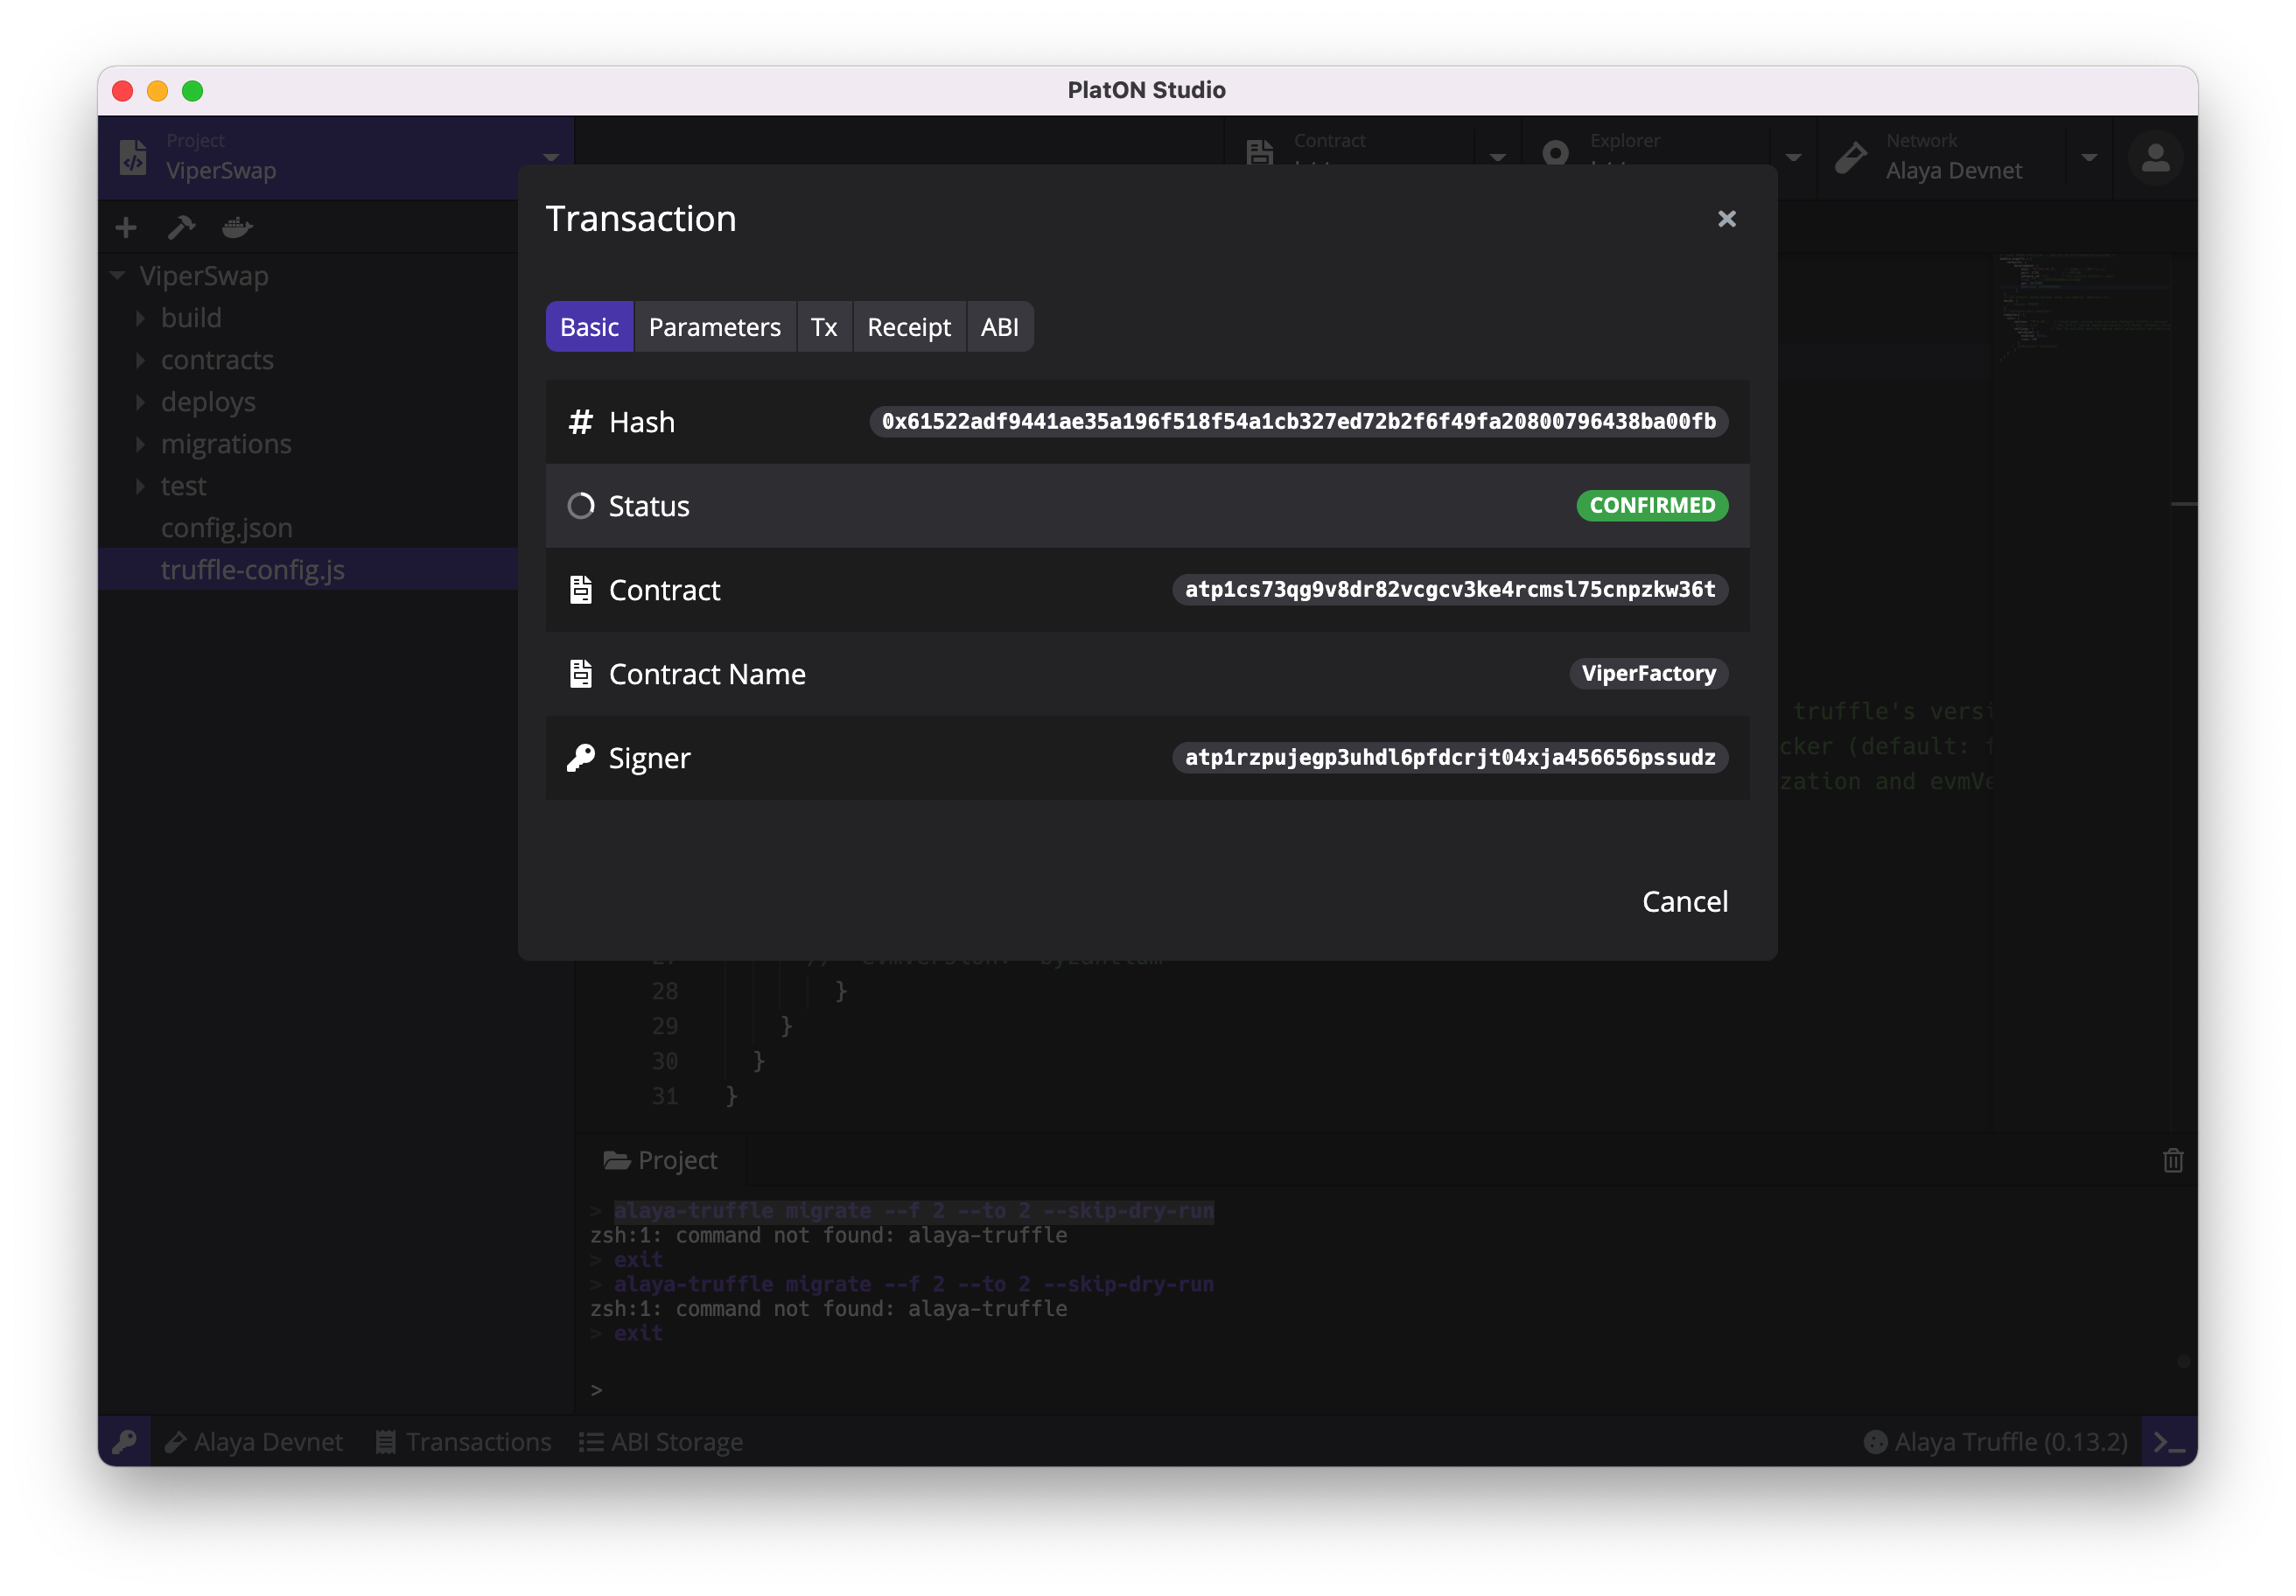 PlatON Studio
Project
ViperSwap
Contract
Explorer
Network
Alaya Devnet
ViperSwap
build
contracts
deploys
migrations
test
config.json
truffle-config.js
Transaction
Basic
Parameters
Tx
Receipt
ABI
Hash
0x61522adf9441ae35a196f518f54a1cb327ed72b2f6f49fa20800796438ba00fb
Status
CONFIRMED
Contract
atp1cs73qg9v8dr82vcgcv3ke4rcmsl75cnpzkw36t
Contract Name
ViperFactory
Signer
atp1rzpujegp3uhdl6pfdcrjt04xja456656pssudz
Cancel
truffle's versi
cker (default: f
zation and evmVe
28 }
29 }
30 }
31 }
Project
> alaya-truffle migrate --f 2 --to 2 --skip-dry-run
zsh:1: command not found: alaya-truffle
> exit
> alaya-truffle migrate --f 2 --to 2 --skip-dry-run
zsh:1: command not found: alaya-truffle
> exit
>
Alaya Devnet
Transactions
ABI Storage
Alaya Truffle (0.13.2)